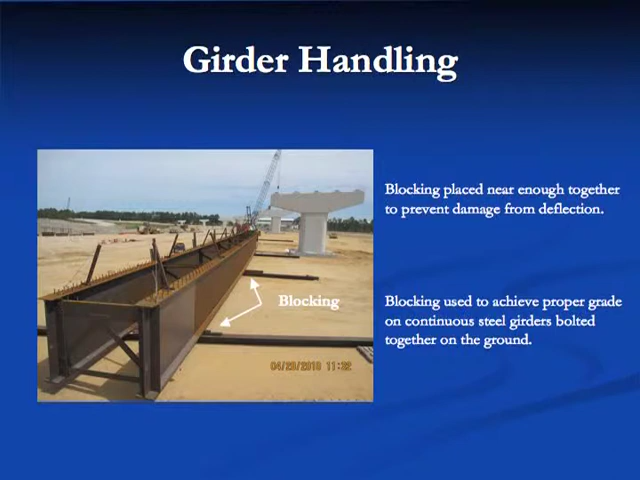 Girder Handling
Blocking placed near enough together
to prevent damage from deflection.
Blocking
Blocking used to achieve proper grade
on continuous steel girders bolted
together on the ground.
04/20/2010 11:32